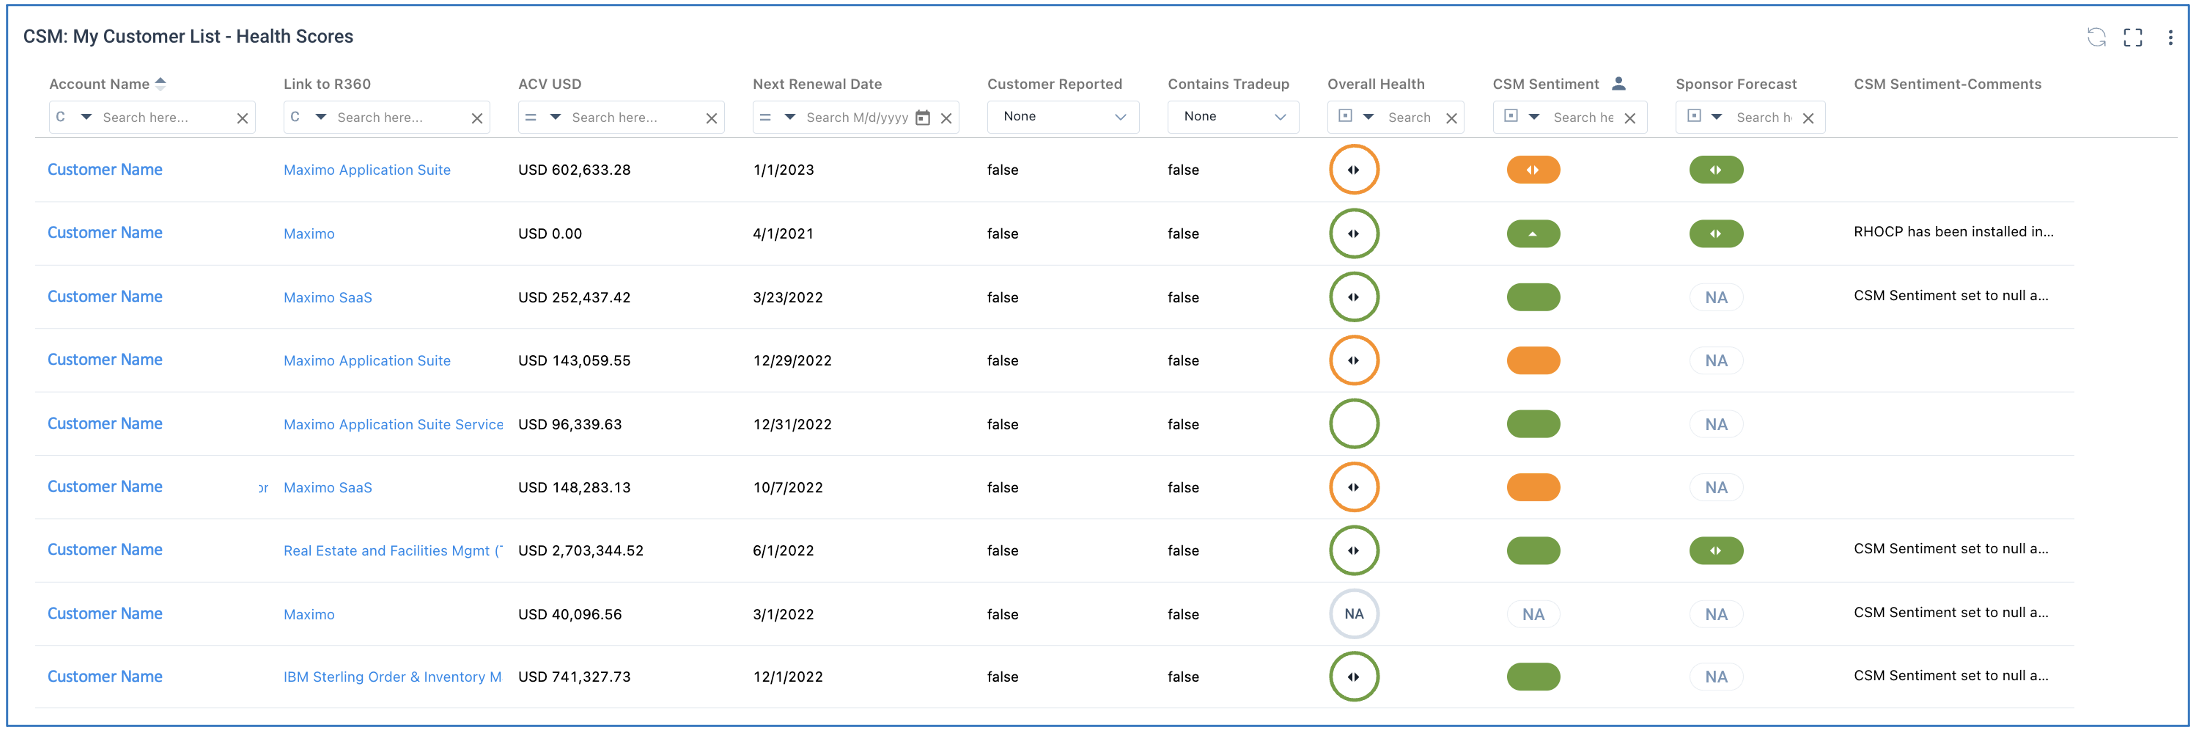 CSM: My Customer List - Health Scores
Account Name Link to R360 ACV USD Next Renewal Date Customer Reported Contains Tradeup Overall Health CSM Sentiment Sponsor Forecast CSM Sentiment-Comments
C Search here... C Search here... = Search here... = Search M/d/yyyy None None Search Search he Search h
Customer Name Maximo Application Suite USD 602,633.28 1/1/2023 false false
Customer Name Maximo USD 0.00 4/1/2021 false false RHOCP has been installed in...
Customer Name Maximo SaaS USD 252,437.42 3/23/2022 false false NA CSM Sentiment set to null a...
Customer Name Maximo Application Suite USD 143,059.55 12/29/2022 false false NA
Customer Name Maximo Application Suite Service USD 96,339.63 12/31/2022 false false NA
Customer Name or Maximo SaaS USD 148,283.13 10/7/2022 false false NA
Customer Name Real Estate and Facilities Mgmt ( USD 2,703,344.52 6/1/2022 false false CSM Sentiment set to null a...
Customer Name Maximo USD 40,096.56 3/1/2022 false false NA NA NA CSM Sentiment set to null a...
Customer Name IBM Sterling Order & Inventory M USD 741,327.73 12/1/2022 false false NA CSM Sentiment set to null a...